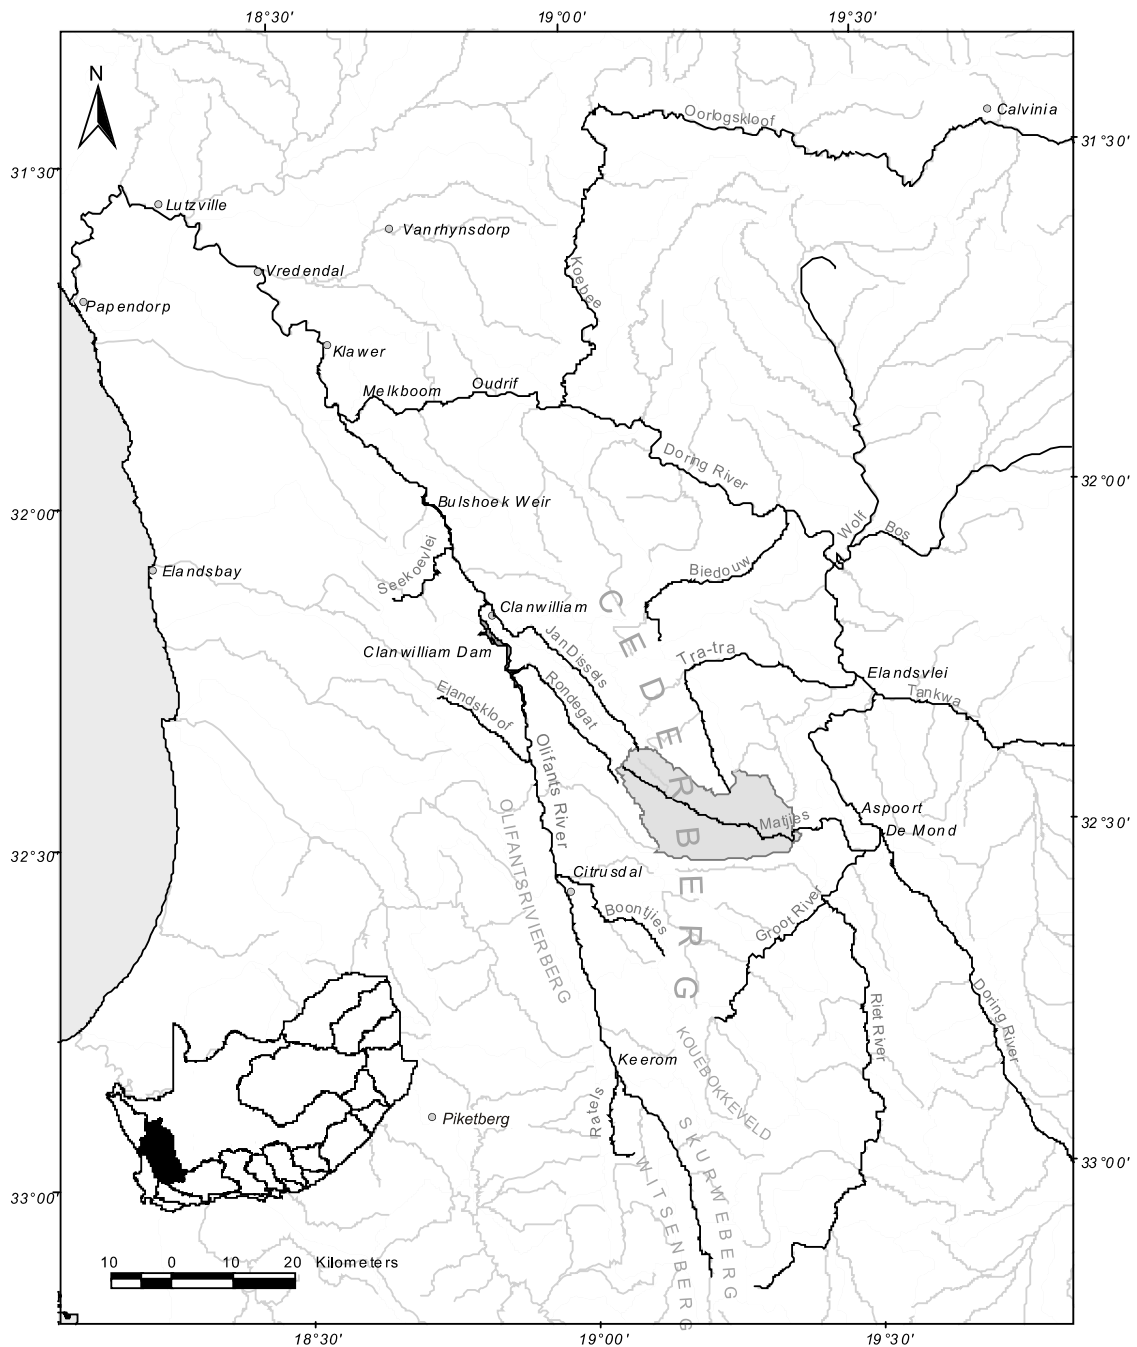 18°30'
19°00'
19°30'
N
Calvinia
Oorlogskloof
31°30'
31°30'
Lutzville
Vanrhynsdorp
Koebee
Vredendal
Papendorp
Klawer
Melkboom
Oudrif
Doring River
32°00'
32°00'
Bulshoek Weir
Wolf
Bos
Seekoevlei
Biedouw
Elandsbay
CEDERBERG
Clanwilliam
Jan Dissels
Clanwilliam Dam
Tra-tra
Elandsvlei
Tankwa
Rondegat
Elandskloof
Olifants River
OLIFANTSRIVIERBERG
Matjies
Aspoort
De Mond
32°30'
32°30'
Citrusdal
Boontjies
Groot River
Riet River
Doring River
Keerom
KOUEBOKKEVELD
Ratels
Piketberg
SKURWEBERG
WITSENBERG
33°00'
33°00'
10 0 10 20 Kilometers
18°30'
19°00'
19°30'